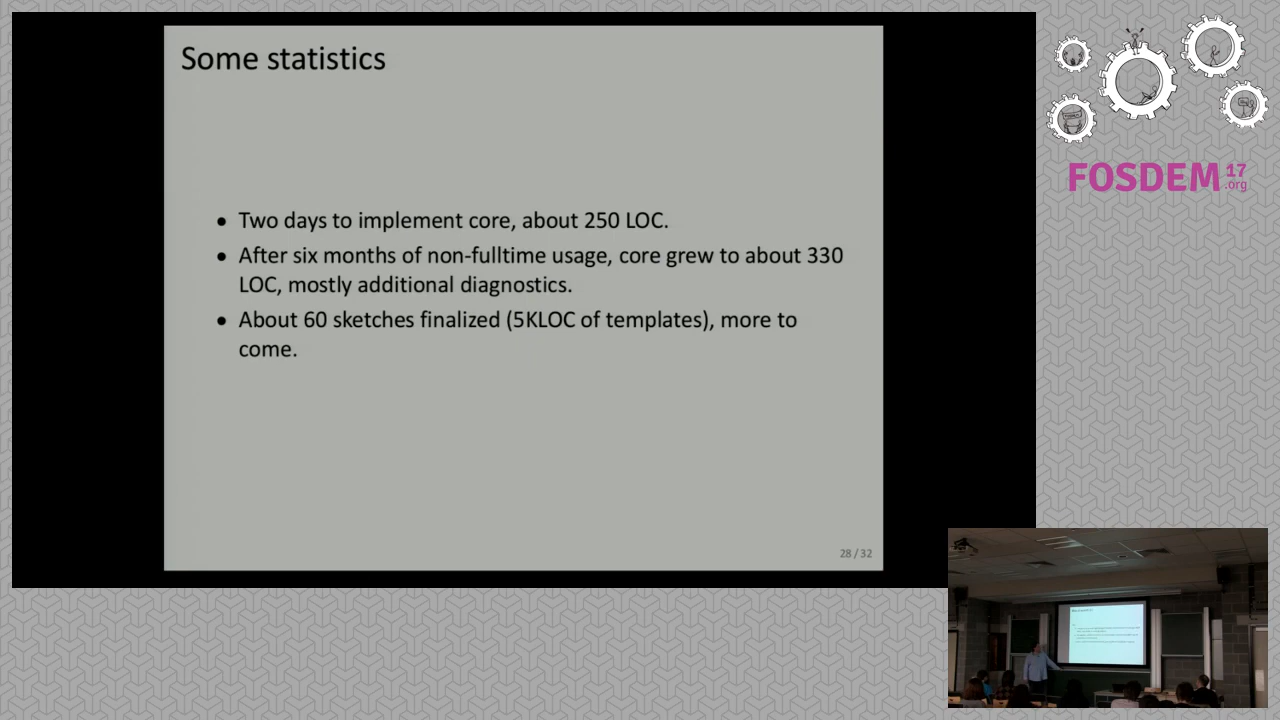 Some statistics
• Two days to implement core, about 250 LOC.
• After six months of non-fulltime usage, core grew to about 330
LOC, mostly additional diagnostics.
• About 60 sketches finalized (5KLOC of templates), more to
come.
28 / 32
FOSDEM 17
.org